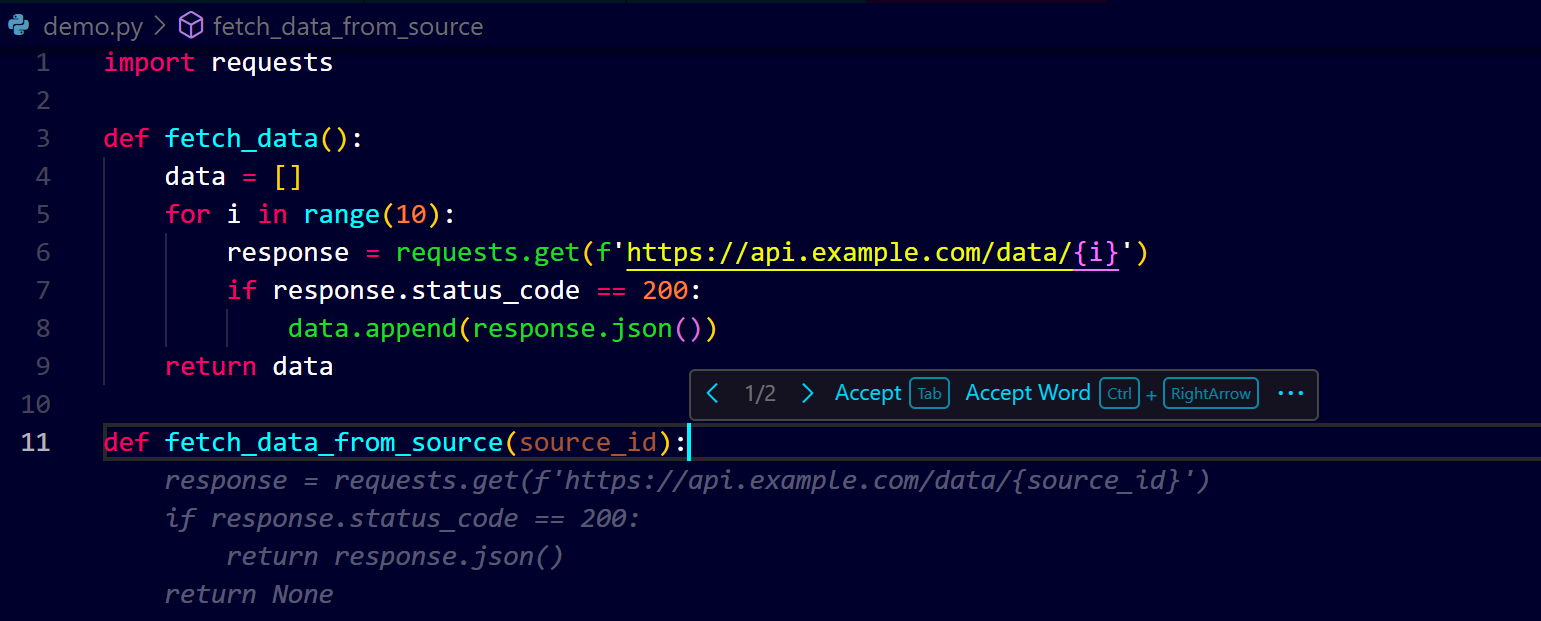 demo.py > fetch_data_from_source
1 import requests
2
3 def fetch_data():
4     data = []
5     for i in range(10):
6         response = requests.get(f'https://api.example.com/data/{i}')
7         if response.status_code == 200:
8             data.append(response.json())
9     return data
10
< 1/2 > Accept Tab Accept Word Ctrl + RightArrow ···
11 def fetch_data_from_source(source_id):
    response = requests.get(f'https://api.example.com/data/{source_id}')
    if response.status_code == 200:
        return response.json()
    return None